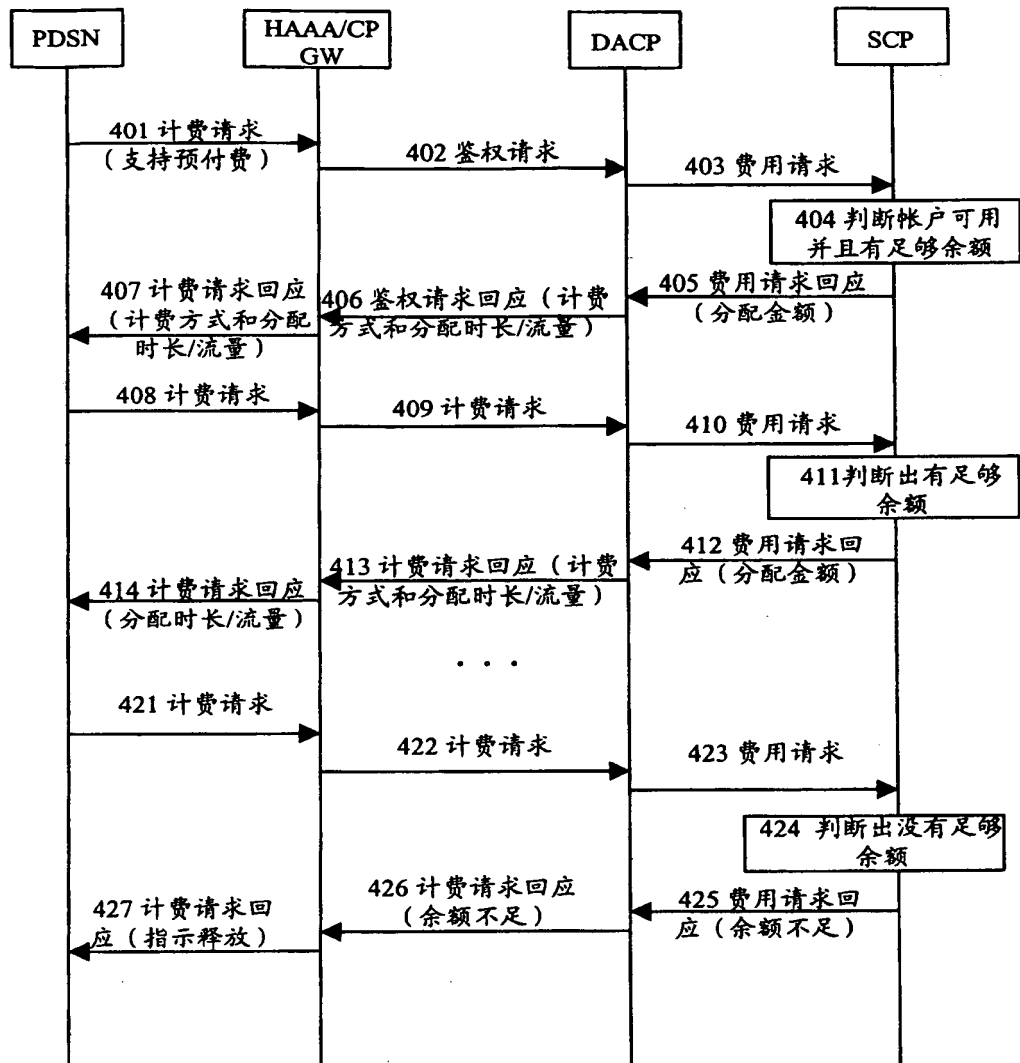 PDSN
HAAA/CP
GW
DACP
SCP
401 计费请求
（支持预付费）
402 鉴权请求
403 费用请求
404 判断帐户可用
并且有足够余额
405 费用请求回应
（分配金额）
406 鉴权请求回应（计费
方式和分配时长/流量）
407 计费请求回应
（计费方式和分配
时长/流量）
408 计费请求
409 计费请求
410 费用请求
411判断出有足够
余额
412 费用请求回
应（分配金额）
413 计费请求回应（计费
方式和分配时长/流量）
414 计费请求回应
（分配时长/流量）
. . .
421 计费请求
422 计费请求
423 费用请求
424 判断出没有足够
余额
425 费用请求回
应（余额不足）
426 计费请求回应
（余额不足）
427 计费请求回
应（指示释放）